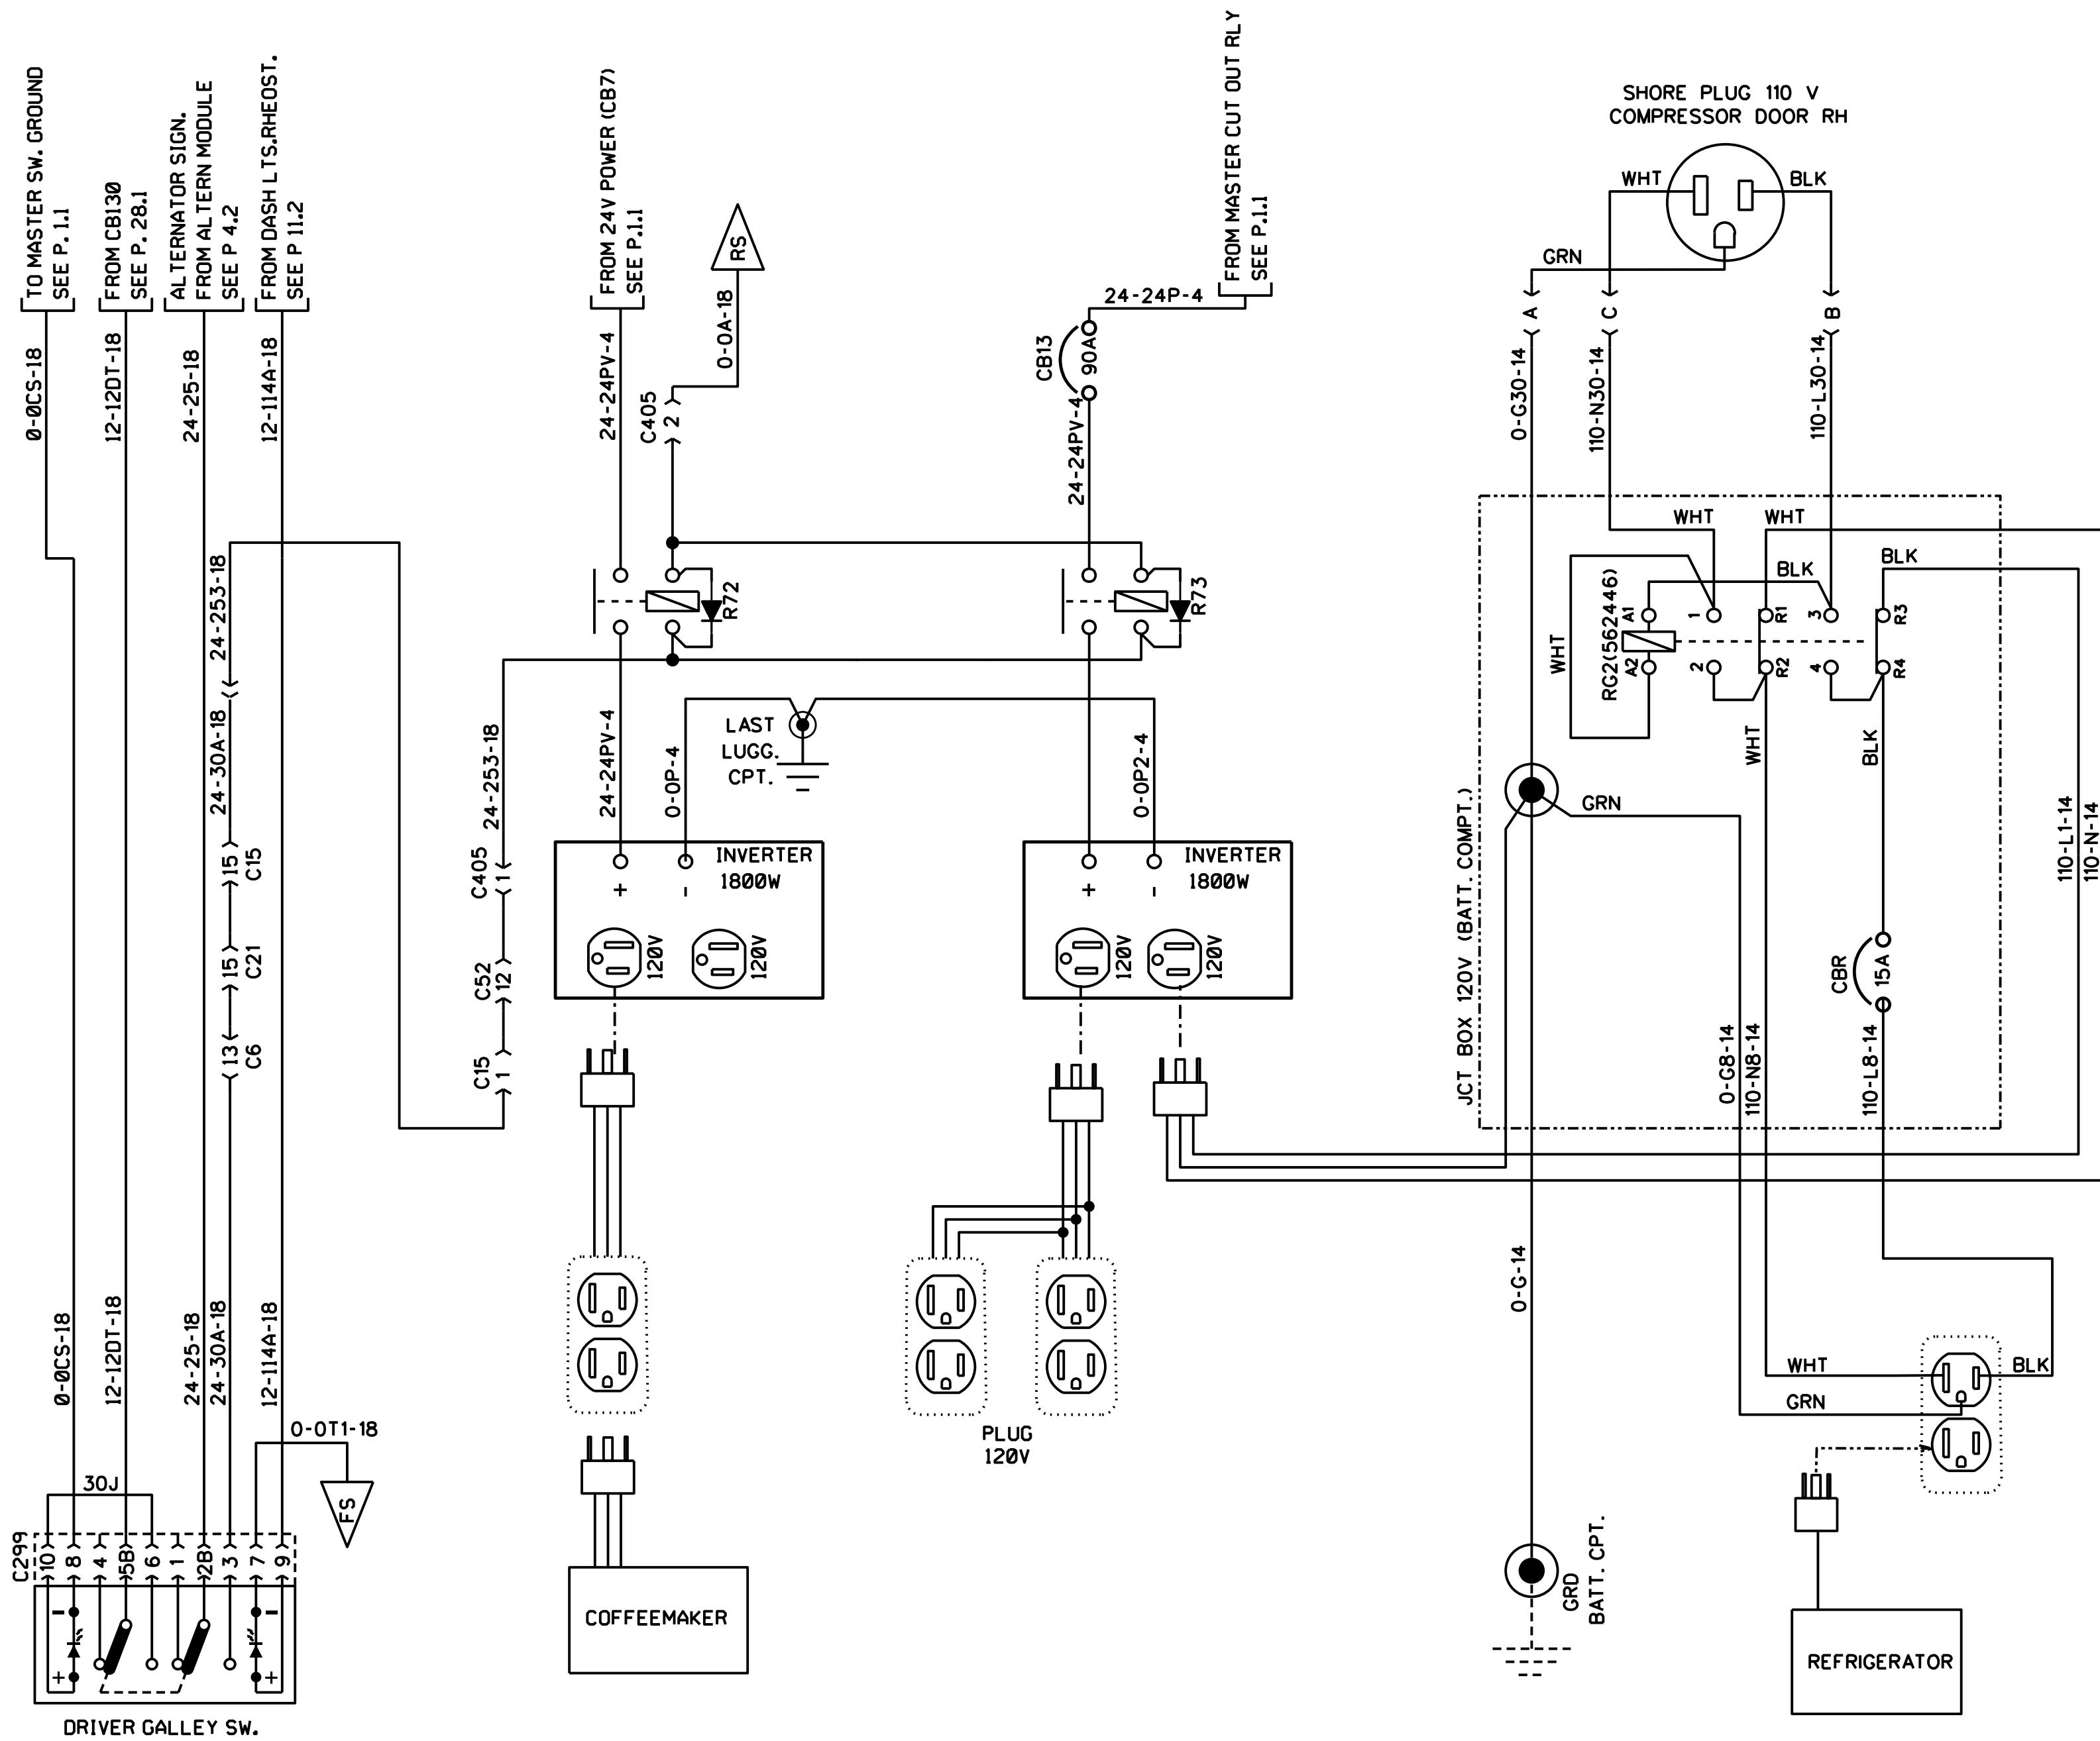 TO MASTER SW. GROUND
SEE P. 1.1
FROM CB130
SEE P. 28.1
ALTERNATOR SIGN.
FROM ALTERN MODULE
SEE P 4.2
FROM DASH LTS.RHEOST.
SEE P 11.2
0-0CS-18
12-12DT-18
24-25-18
12-114A-18
24-253-18
24-30A-18
15
C15
15
C21
13
C6
0-0CS-18
12-12DT-18
24-25-18
24-30A-18
12-114A-18
0-0T1-18
FS
30J
C299
10
8
4
5B
6
1
2B
3
7
9
-
+
-
+
DRIVER GALLEY SW.
FROM 24V POWER (CB7)
SEE P.1.1
24-24PV-4
RS
0-0A-18
C405
2
R72
24-253-18
C405
1
C52
12
C15
1
24-24PV-4
0-0P-4
LAST
LUGG.
CPT.
INVERTER
1800W
+
-
120V
120V
COFFEEMAKER
FROM MASTER CUT OUT RLY
SEE P.1.1
24-24P-4
CB13
90A
24-24PV-4
R73
0-0P2-4
INVERTER
1800W
+
-
120V
120V
PLUG
120V
SHORE PLUG 110 V
COMPRESSOR DOOR RH
WHT
BLK
GRN
A
C
B
0-G30-14
110-N30-14
110-L30-14
WHT
WHT
BLK
BLK
WHT
RG2(562446)
A1
A2
1
2
R1
R2
3
4
R3
R4
WHT
BLK
GRN
JCT BOX 120V (BATT. COMPT.)
CBR
15A
0-G8-14
110-N8-14
110-L8-14
110-L1-14
110-N-14
0-G-14
WHT
BLK
GRN
GRD
BATT. CPT.
REFRIGERATOR